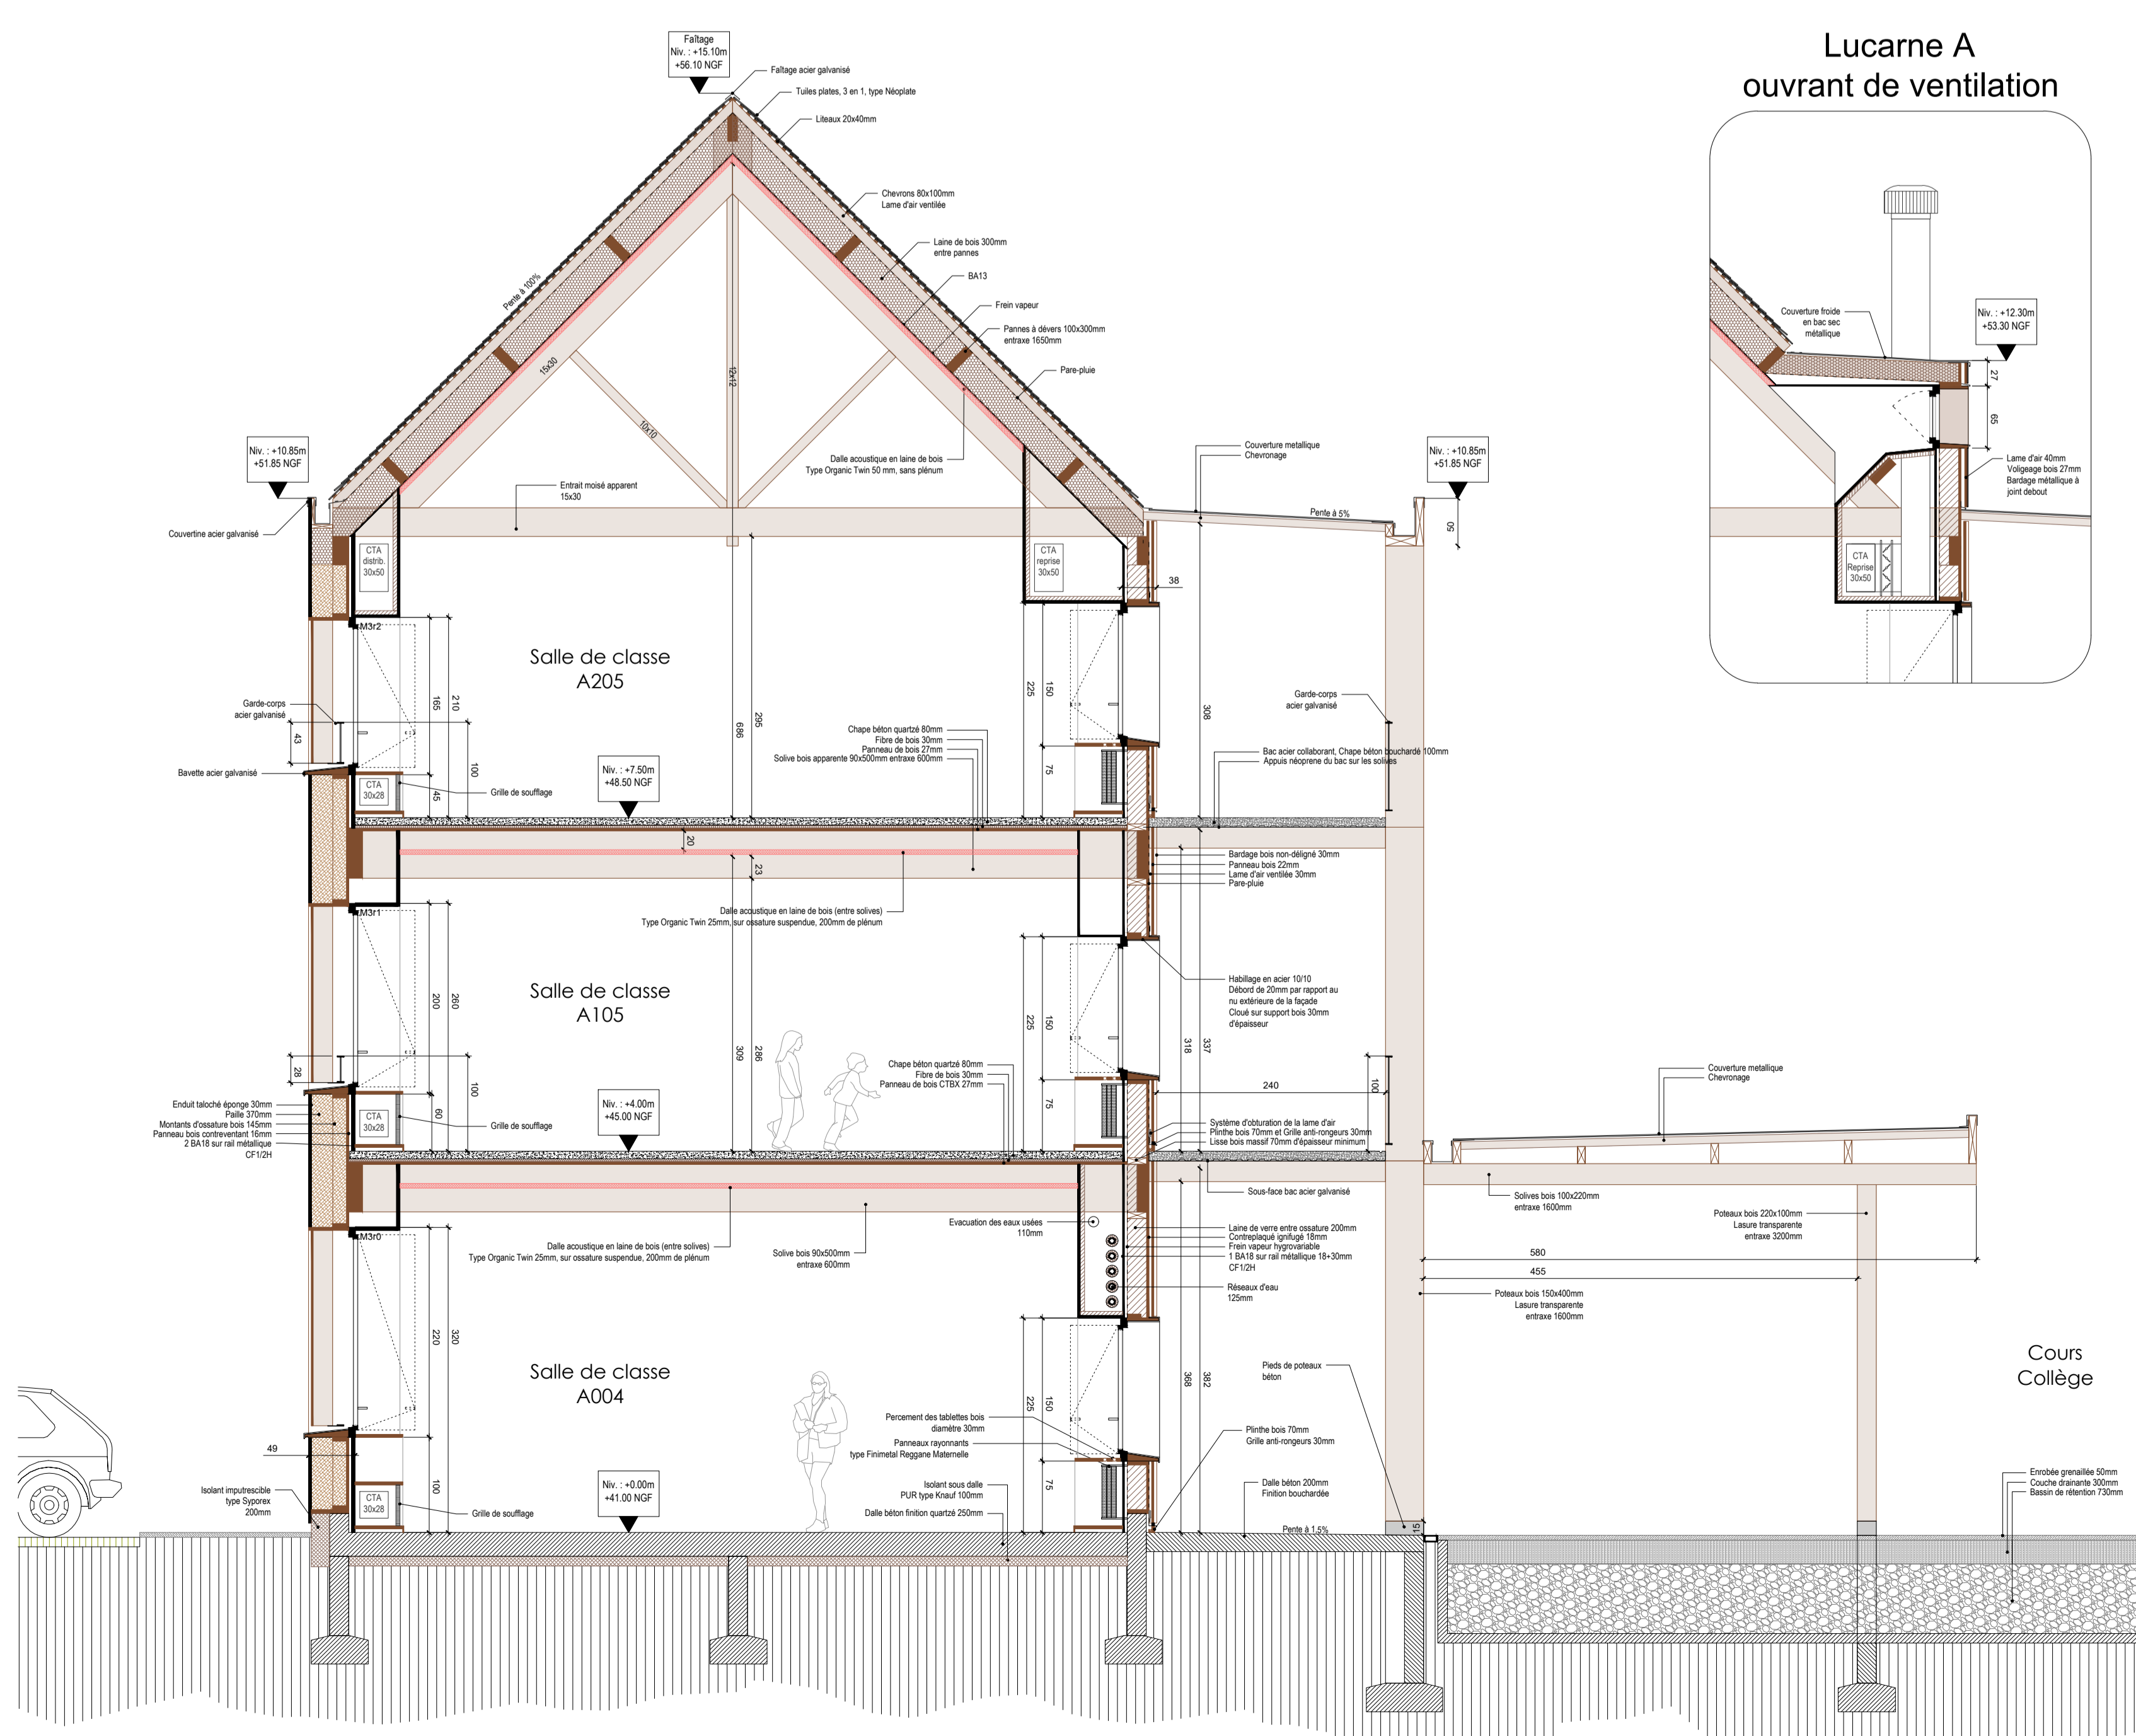 Lucarne A
ouvrant de ventilation
Faîtage
Niv. : +15.10m
+56.10 NGF
Faîtage acier galvanisé
Tuiles plates, 3 en 1, type Néoplate
Liteaux 20x40mm
Chevrons 80x100mm
Lame d'air ventilée
Laine de bois 300mm
entre pannes
BA13
Frein vapeur
Pannes à dévers 100x300mm
entraxe 1650mm
Pare-pluie
Pente à 100%
15x30
12x12
10x10
Dalle acoustique en laine de bois
Type Organic Twin 50 mm, sans plénum
Entrait moisé apparent
15x30
Niv. : +10.85m
+51.85 NGF
Couvertine acier galvanisé
CTA
distrib.
30x50
CTA
reprise
30x50
Couverture metallique
Chevronage
Pente à 5%
Niv. : +10.85m
+51.85 NGF
50
38
Couverture froide
en bac sec
métallique
Niv. : +12.30m
+53.30 NGF
27
65
Lame d'air 40mm
Voligeage bois 27mm
Bardage métallique à
joint debout
CTA
Reprise
30x50
M3r2
Salle de classe
A205
165
210
686
295
225
150
308
Garde-corps
acier galvanisé
43
Bavette acier galvanisé
100
45
CTA
30x28
Grille de soufflage
Niv. : +7.50m
+48.50 NGF
Chape béton quartzé 80mm
Fibre de bois 30mm
Panneau de bois 27mm
Solive bois apparente 90x500mm entraxe 600mm
75
Garde-corps
acier galvanisé
Bac acier collaborant, Chape béton bouchardé 100mm
Appuis néoprene du bac sur les solives
20
23
Dalle acoustique en laine de bois (entre solives)
Type Organic Twin 25mm, sur ossature suspendue, 200mm de plénum
Bardage bois non-déligné 30mm
Panneau bois 22mm
Lame d'air ventilée 30mm
Pare-pluie
M3r1
Salle de classe
A105
200
260
309
286
225
150
318
337
Habillage en acier 10/10
Débord de 20mm par rapport au
nu extérieure de la façade
Cloué sur support bois 30mm
d'épaisseur
28
100
60
75
240
100
Enduit taloché éponge 30mm
Paille 370mm
Montants d'ossature bois 145mm
Panneau bois contreventant 16mm
2 BA18 sur rail métallique
CF1/2H
CTA
30x28
Grille de soufflage
Niv. : +4.00m
+45.00 NGF
Chape béton quartzé 80mm
Fibre de bois 30mm
Panneau de bois CTBX 27mm
Système d'obturation de la lame d'air
Plinthe bois 70mm et Grille anti-rongeurs 30mm
Lisse bois massif 70mm d'épaisseur minimum
Sous-face bac acier galvanisé
Couverture metallique
Chevronage
Solives bois 100x220mm
entraxe 1600mm
Poteaux bois 220x100mm
Lasure transparente
entraxe 3200mm
580
455
Poteaux bois 150x400mm
Lasure transparente
entraxe 1600mm
M3r0
Dalle acoustique en laine de bois (entre solives)
Type Organic Twin 25mm, sur ossature suspendue, 200mm de plénum
Solive bois 90x500mm
entraxe 600mm
Evacuation des eaux usées
110mm
Laine de verre entre ossature 200mm
Contreplaqué ignifugé 18mm
Frein vapeur hygrovariable
1 BA18 sur rail métallique 18+30mm
CF1/2H
Réseaux d'eau
125mm
Salle de classe
A004
220
320
225
150
368
382
Pieds de poteaux
béton
Cours
Collège
49
100
75
Percement des tablettes bois
diamètre 30mm
Panneaux rayonnants
type Finimetal Reggane Maternelle
Plinthe bois 70mm
Grille anti-rongeurs 30mm
Isolant imputrescible
type Syporex
200mm
CTA
30x28
Grille de soufflage
Niv. : +0.00m
+41.00 NGF
Isolant sous dalle
PUR type Knauf 100mm
Dalle béton finition quartzé 250mm
Dalle béton 200mm
Finition bouchardée
Pente à 1.5%
15
Enrobée grenaillée 50mm
Couche drainante 300mm
Bassin de rétention 730mm